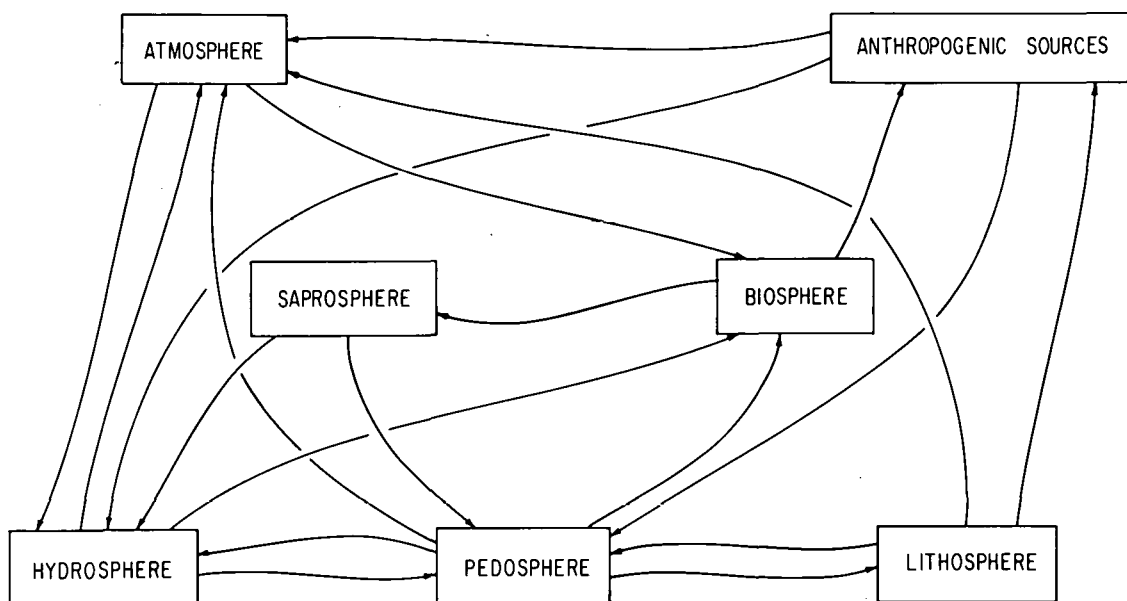 ATMOSPHERE
ANTHROPOGENIC SOURCES
SAPROSPHERE
BIOSPHERE
HYDROSPHERE
PEDOSPHERE
LITHOSPHERE